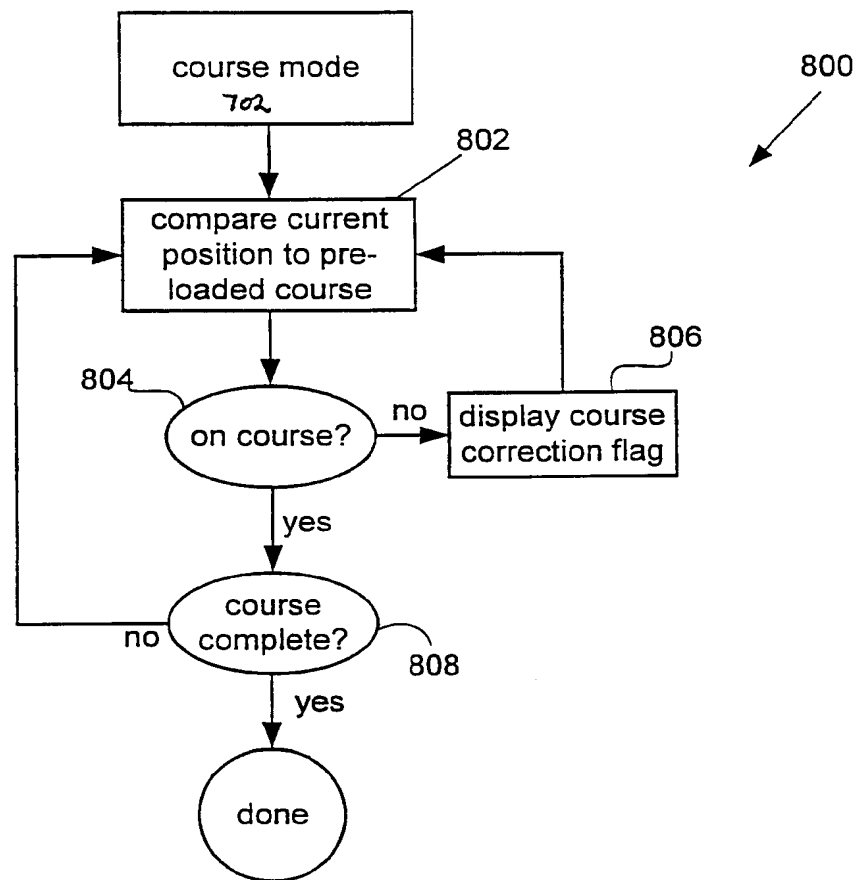 course mode
702
800
802
compare current
position to pre-
loaded course
804
on course?
no
806
display course
correction flag
yes
course
complete?
no
808
yes
done